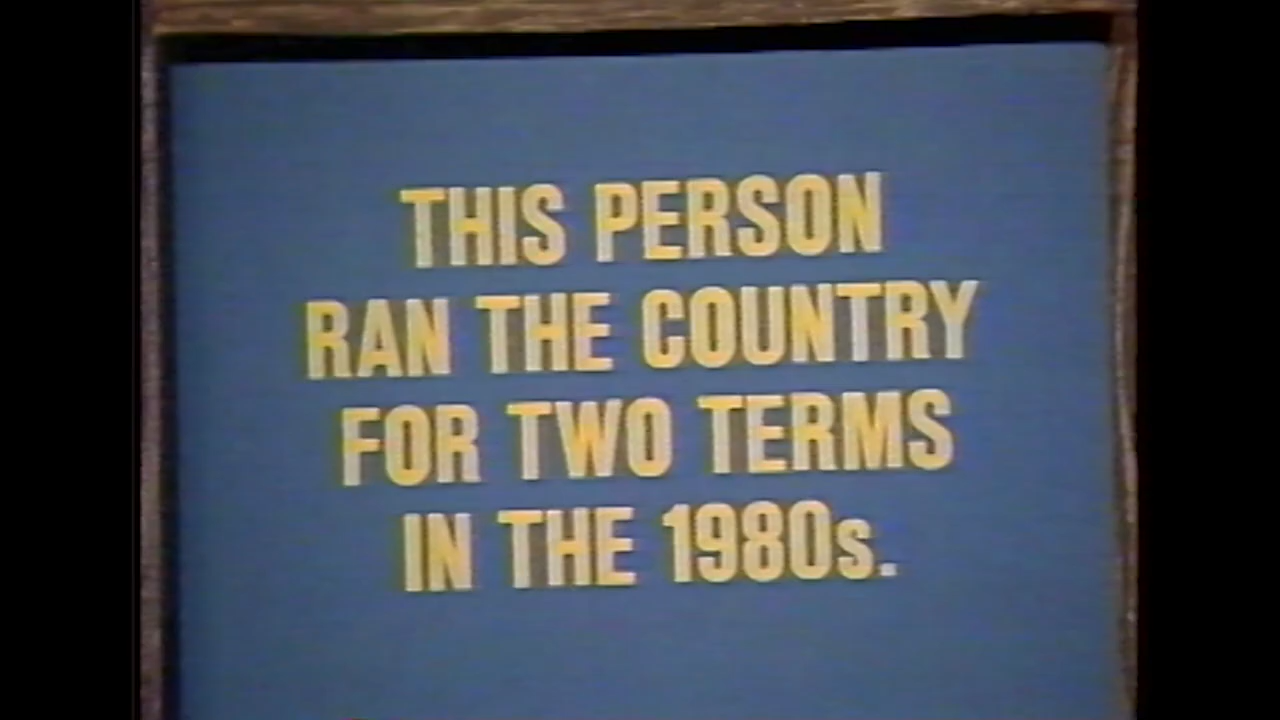 THIS PERSON
RAN THE COUNTRY
FOR TWO TERMS
IN THE 1980s.